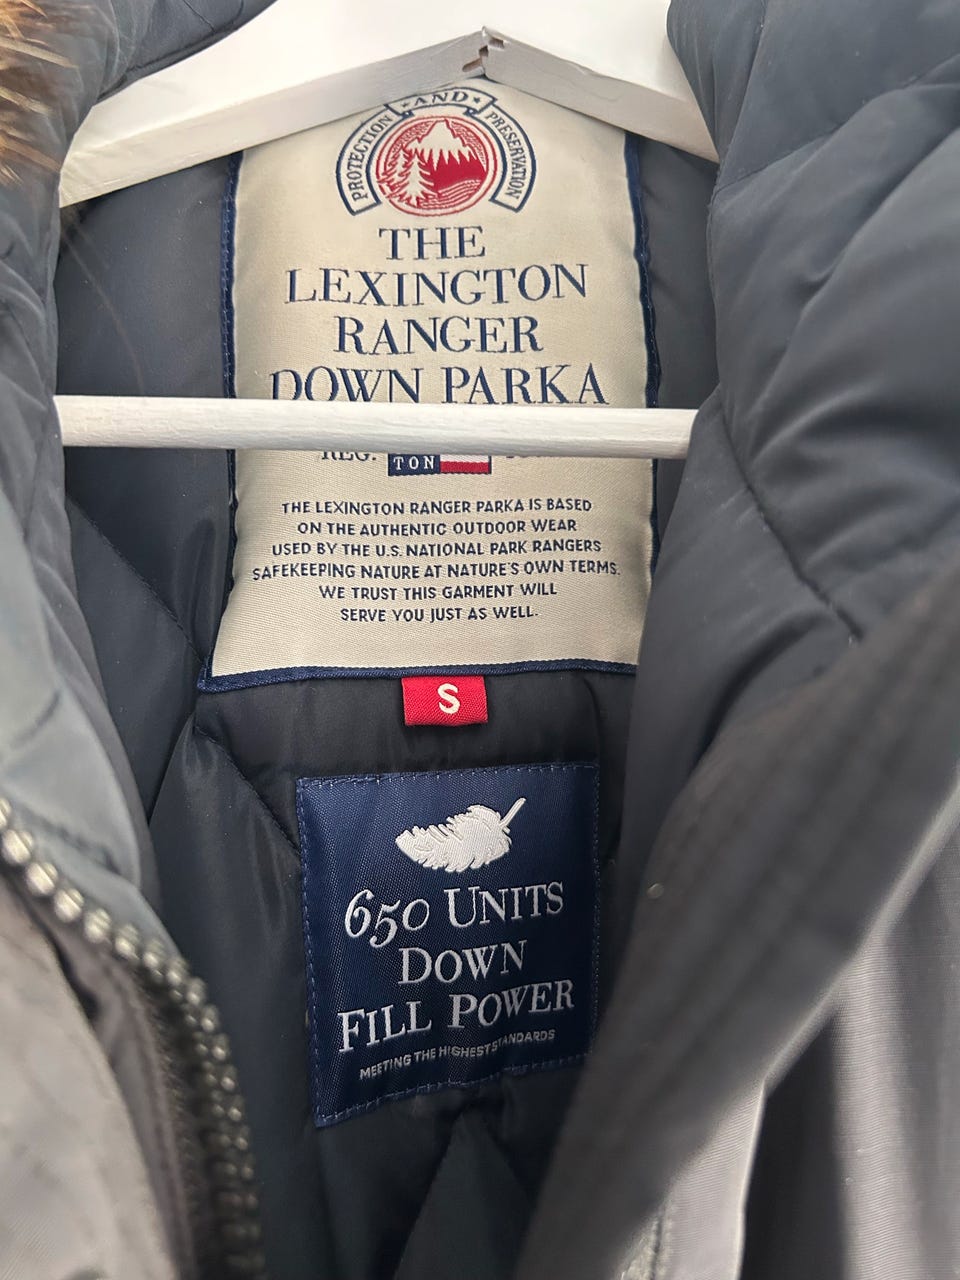 PROTECTION AND PRESERVATION
THE
LEXINGTON
RANGER
DOWN PARKA
REG.
TON
THE LEXINGTON RANGER PARKA IS BASED
ON THE AUTHENTIC OUTDOOR WEAR
USED BY THE U.S. NATIONAL PARK RANGERS
SAFEKEEPING NATURE AT NATURE'S OWN TERMS.
WE TRUST THIS GARMENT WILL
SERVE YOU JUST AS WELL.
S
650 UNITS
DOWN
FILL POWER
MEETING THE HIGHEST STANDARDS